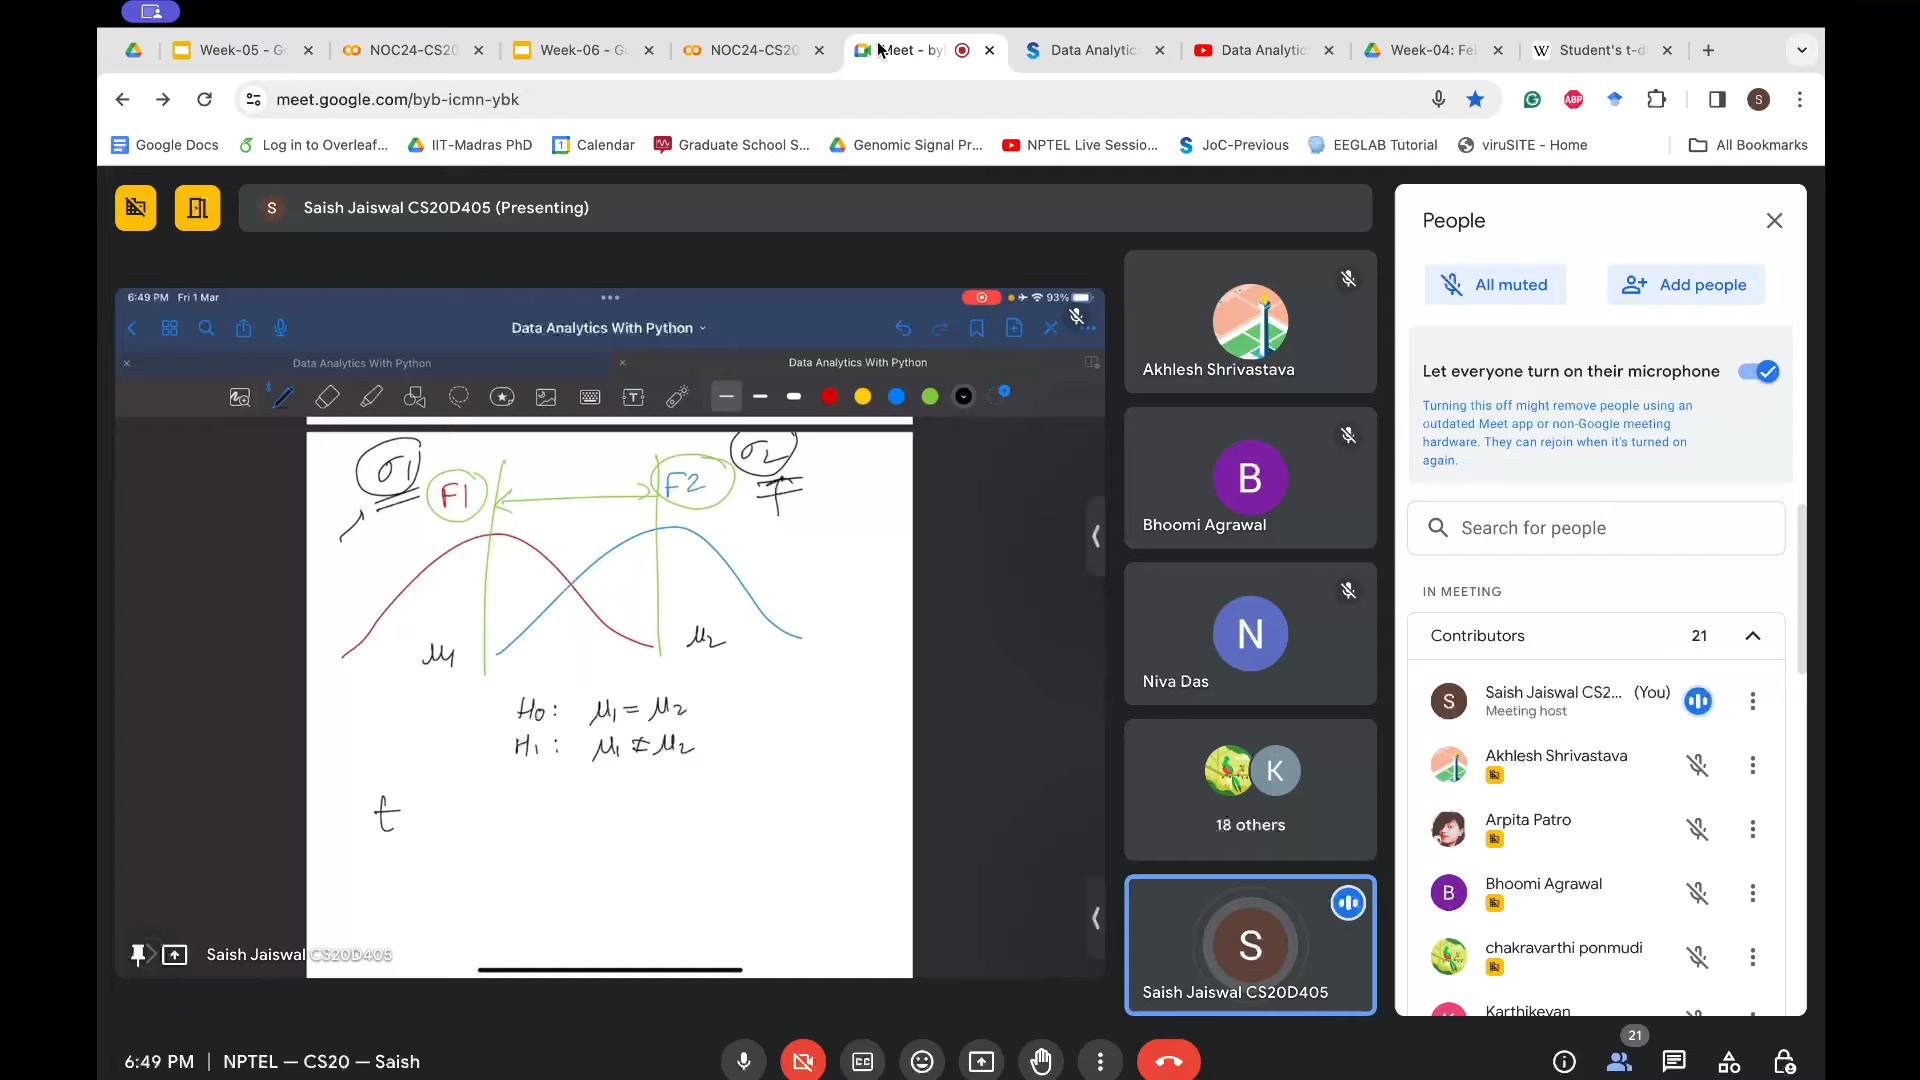 Week-05 - G
NOC24-CS20
Week-06 - G
NOC24-CS20
Meet - by
Data Analytic
Data Analytic
Week-04: Fe
Student's t-d
meet.google.com/byb-icmn-ybk
Google Docs
Log in to Overleaf...
IIT-Madras PhD
Calendar
Graduate School S...
Genomic Signal Pr...
NPTEL Live Sessio...
JoC-Previous
EEGLAB Tutorial
viruSITE - Home
All Bookmarks
S Saish Jaiswal CS20D405 (Presenting)
6:49 PM Fri 1 Mar
93%
Data Analytics With Python
Data Analytics With Python
Data Analytics With Python
σ1
F1
F2
σ2
μ1
μ2
H0: μ1 = μ2
H1: μ1 ≠ μ2
t
Saish Jaiswal CS20D405
Akhlesh Shrivastava
B
Bhoomi Agrawal
N
Niva Das
K
18 others
S
Saish Jaiswal CS20D405
People
All muted
Add people
Let everyone turn on their microphone
Turning this off might remove people using an
outdated Meet app or non-Google meeting
hardware. They can rejoin when it's turned on
again.
Search for people
IN MEETING
Contributors 21
S Saish Jaiswal CS2... (You)
Meeting host
Akhlesh Shrivastava
Arpita Patro
B Bhoomi Agrawal
chakravarthi ponmudi
Karthikeyan
6:49 PM | NPTEL — CS20 — Saish
21